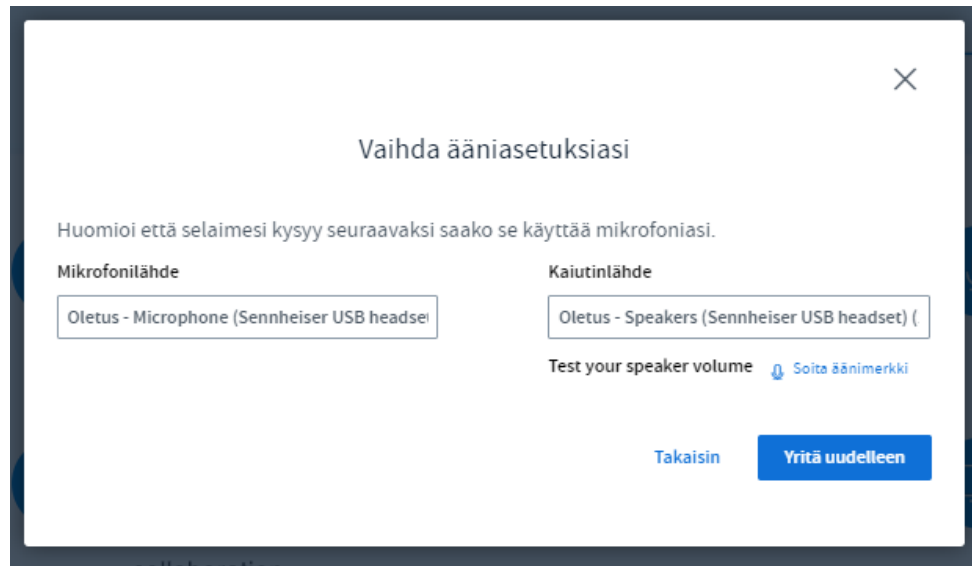 Vaihda ääniasetuksiasi
Huomioi että selaimesi kysyy seuraavaksi saako se käyttää mikrofoniasi.
Mikrofonilähde
Kaiutinlähde
Oletus - Microphone (Sennheiser USB headset
Oletus - Speakers (Sennheiser USB headset) (
Test your speaker volume
Soita äänimerkki
Takaisin
Yritä uudelleen